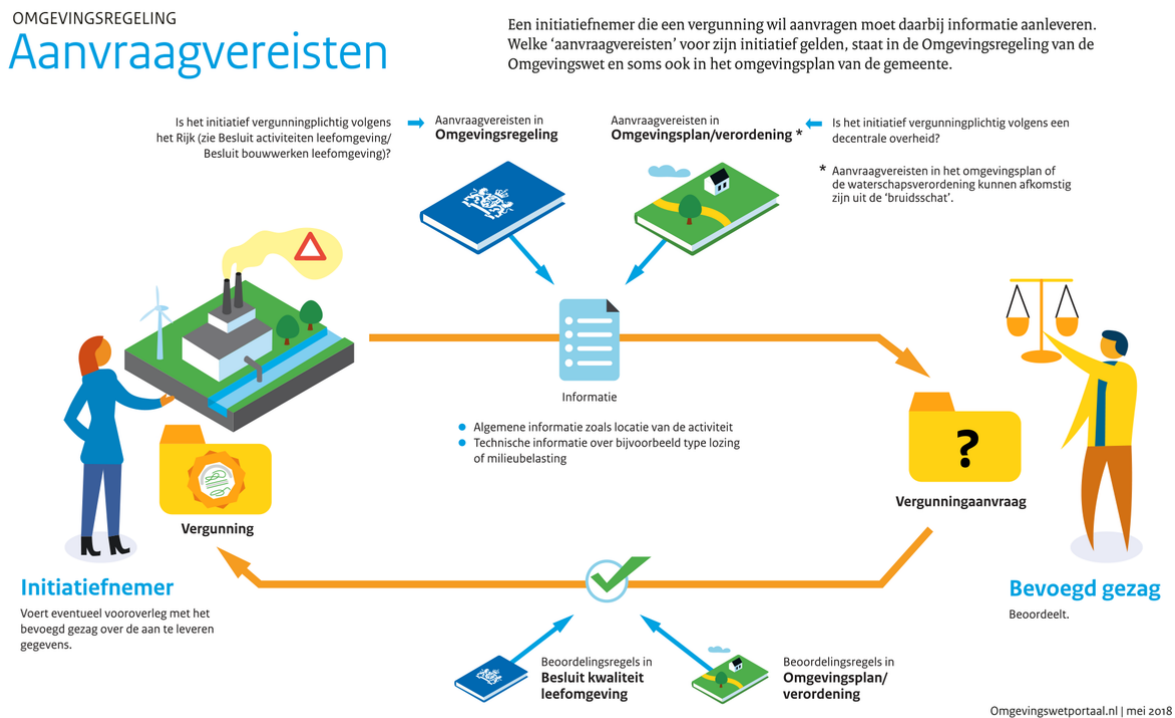 OMGEVINGSREGELING
Aanvraagvereisten
Een initiatiefnemer die een vergunning wil aanvragen moet daarbij informatie aanleveren.
Welke ‘aanvraagvereisten’ voor zijn initiatief gelden, staat in de Omgevingsregeling van de
Omgevingswet en soms ook in het omgevingsplan van de gemeente.
Is het initiatief vergunningplichtig volgens
het Rijk (zie Besluit activiteiten leefomgeving/
Besluit bouwwerken leefomgeving)?
Aanvraagvereisten in
Omgevingsregeling
Aanvraagvereisten in
Omgevingsplan/verordening *
Is het initiatief vergunningplichtig volgens een
decentrale overheid?
* Aanvraagvereisten in het omgevingsplan of
de waterschapsverordening kunnen afkomstig
zijn uit de ‘bruidsschat’.
Informatie
Algemene informatie zoals locatie van de activiteit
Technische informatie over bijvoorbeeld type lozing
of milieubelasting
?
Vergunningaanvraag
Vergunning
Initiatiefnemer
Voert eventueel vooroverleg met het
bevoegd gezag over de aan te leveren
gegevens.
Bevoegd gezag
Beoordeelt.
Beoordelingsregels in
Besluit kwaliteit
leefomgeving
Beoordelingsregels in
Omgevingsplan/
verordening
Omgevingswetportaal.nl | mei 2018